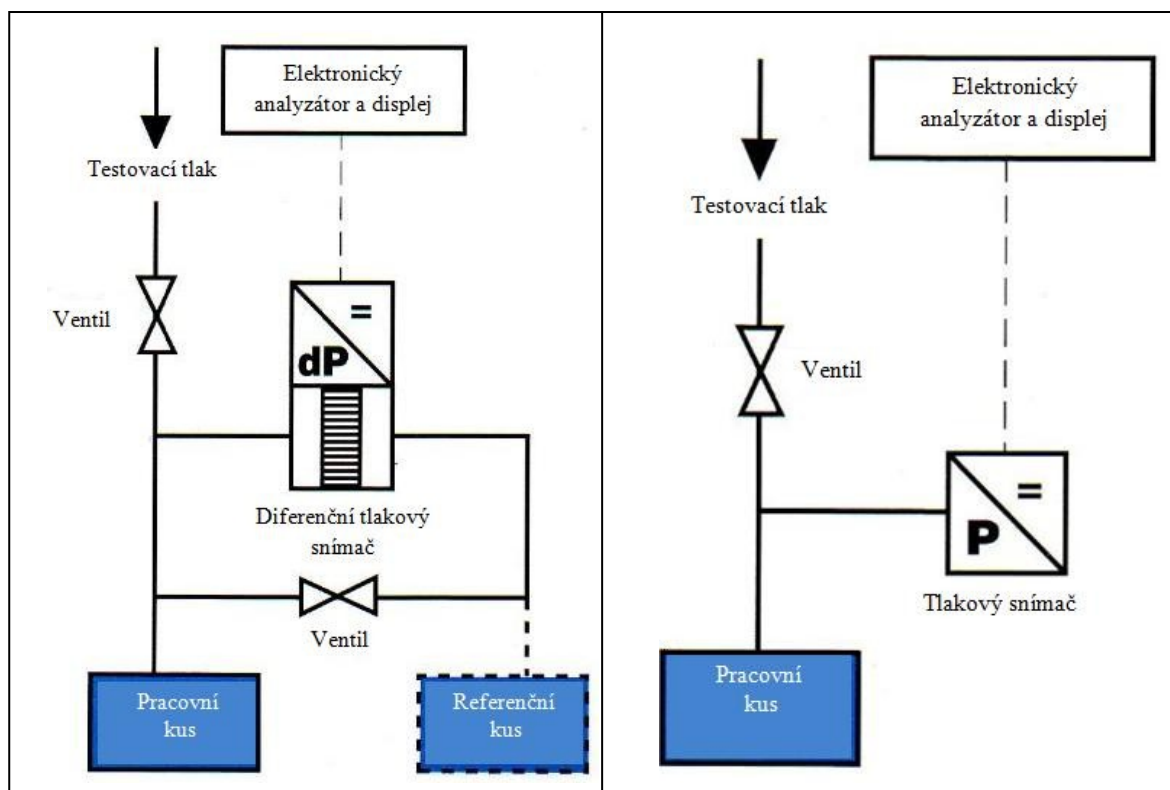 Elektronický
analyzátor a displej
Testovací tlak
Ventil
=
dP
Diferenční tlakový
snímač
Ventil
Pracovní
kus
Referenční
kus
Elektronický
analyzátor a displej
Testovací tlak
Ventil
=
P
Tlakový snímač
Pracovní
kus